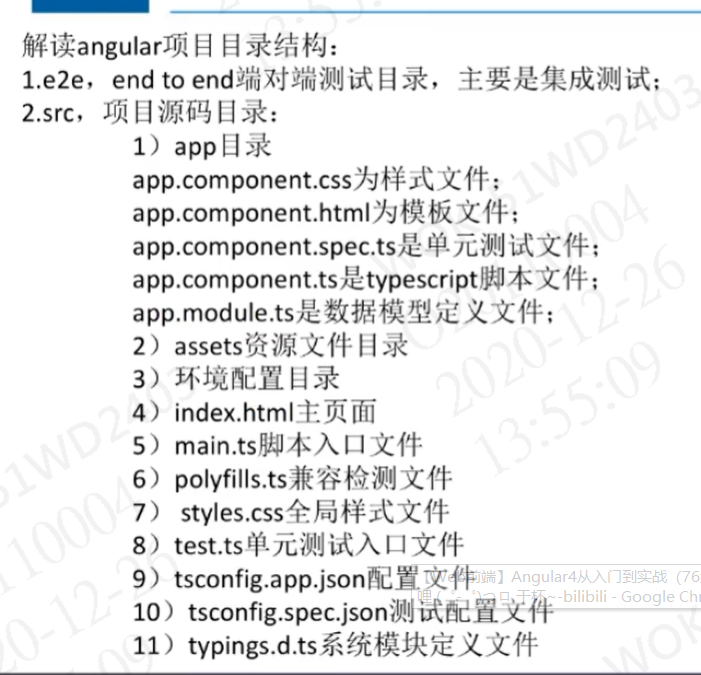 解读angular项目目录结构：
1.e2e，end to end端对端测试目录，主要是集成测试；
2.src，项目源码目录：
1）app目录
app.component.css为样式文件；
app.component.html为模板文件；
app.component.spec.ts是单元测试文件；
app.component.ts是typescript脚本文件；
app.module.ts是数据模型定义文件；
2）assets资源文件目录
3）环境配置目录
4）index.html主页面
5）main.ts脚本入口文件
6）polyfills.ts兼容检测文件
7） styles.css全局样式文件
8）test.ts单元测试入口文件
9）tsconfig.app.json配置文件
10）tsconfig.spec.json测试配置文件
11）typings.d.ts系统模块定义文件
【Web前端】Angular4从入门到实战（76
干杯~-bilibili - Google Chr
51WD2403
110004
2020-12-26
13:55:09